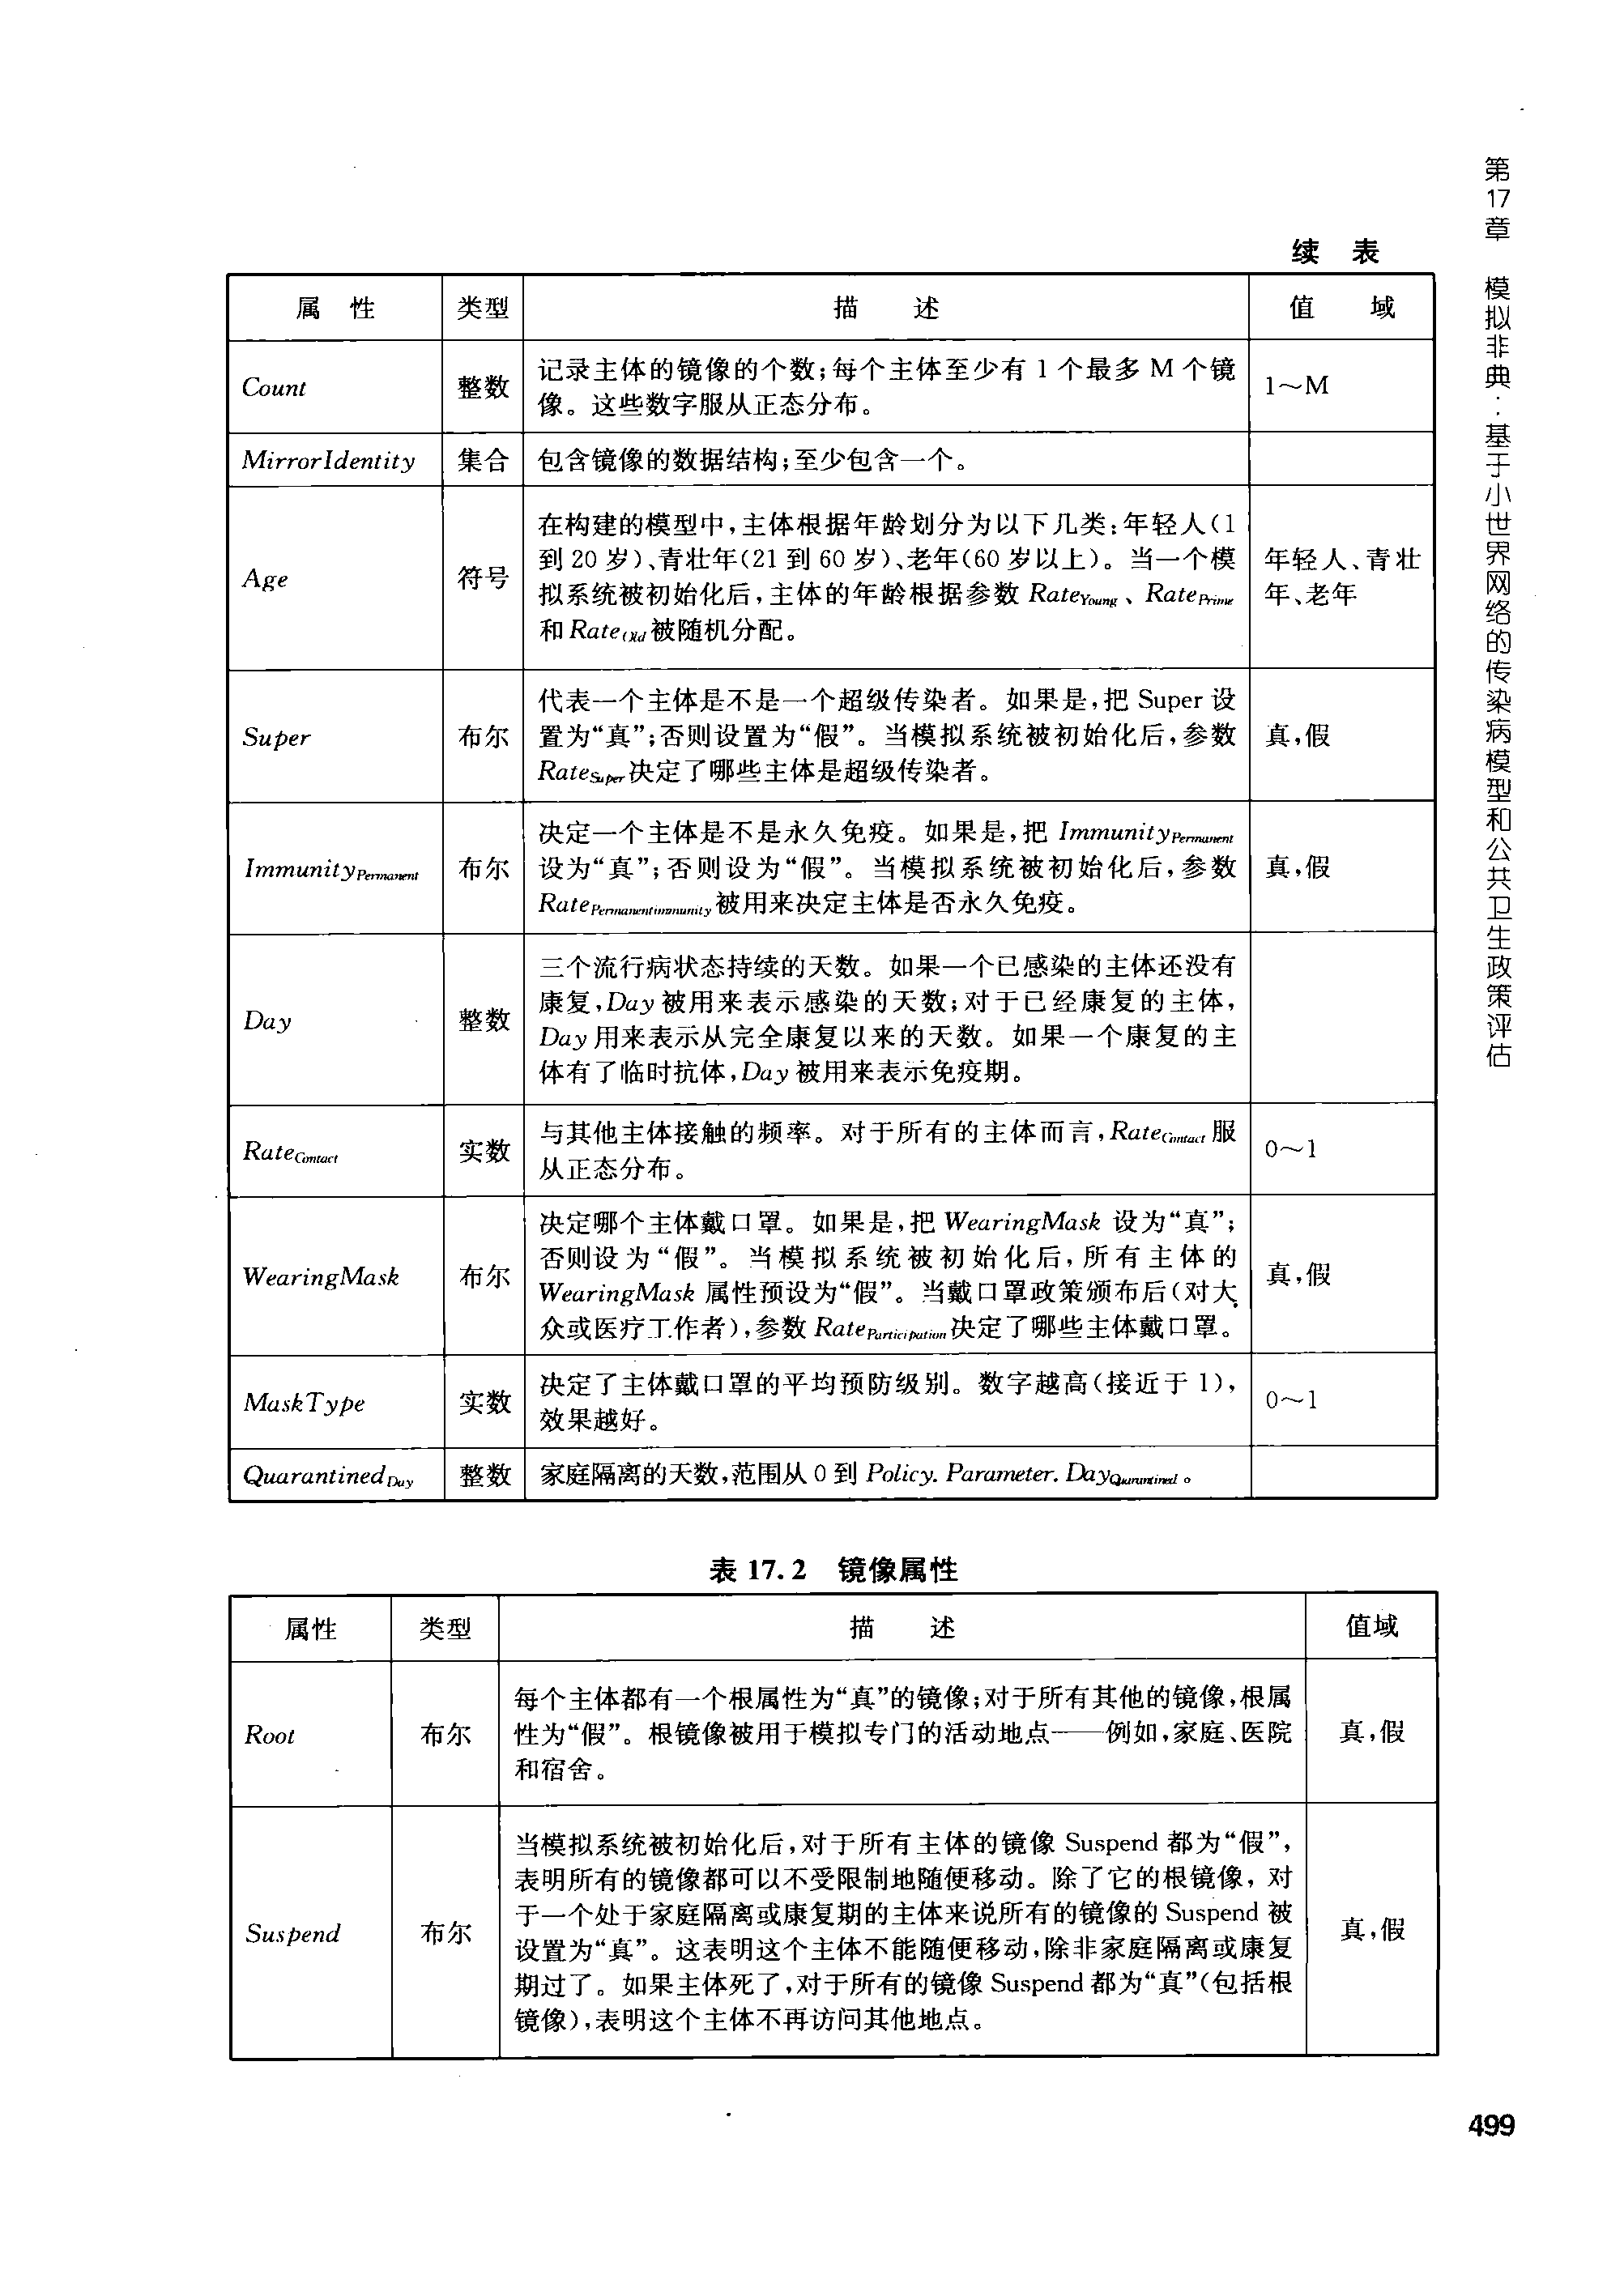 第17章 模拟非典：基于小世界网络的传染病模型和公共卫生政策评估
续 表
属 性 类型 描 述 值 域
Count 整数 记录主体的镜像的个数;每个主体至少有 1 个最多 M 个镜
像。这些数字服从正态分布。 1～M
MirrorIdentity 集合 包含镜像的数据结构;至少包含一个。
Age 符号 在构建的模型中,主体根据年龄划分为以下几类:年轻人(1
到 20 岁)、青壮年(21 到 60 岁)、老年(60 岁以上)。当一个模
拟系统被初始化后,主体的年龄根据参数 RateYoung、RatePrime
和 RateOld 被随机分配。 年轻人、青壮
年、老年
Super 布尔 代表一个主体是不是一个超级传染者。如果是,把 Super 设
置为“真”;否则设置为“假”。当模拟系统被初始化后,参数
RateSuper 决定了哪些主体是超级传染者。 真,假
ImmunityPermanent 布尔 决定一个主体是不是永久免疫。如果是,把 ImmunityPermanent
设为“真”;否则设为“假”。当模拟系统被初始化后,参数
RatePermanentimmunity 被用来决定主体是否永久免疫。 真,假
Day 整数 三个流行病状态持续的天数。如果一个已感染的主体还没有
康复,Day 被用来表示感染的天数;对于已经康复的主体,
Day 用来表示从完全康复以来的天数。如果一个康复的主
体有了临时抗体,Day 被用来表示免疫期。
RateContact 实数 与其他主体接触的频率。对于所有的主体而言,RateContact 服
从正态分布。 0～1
WearingMask 布尔 决定哪个主体戴口罩。如果是,把 WearingMask 设为“真”;
否则设为“假”。当模拟系统被初始化后,所有主体的
WearingMask 属性预设为“假”。当戴口罩政策颁布后(对大
众或医疗工作者),参数 RateParticipation 决定了哪些主体戴口罩。 真,假
MaskType 实数 决定了主体戴口罩的平均预防级别。数字越高(接近于 1),
效果越好。 0～1
QuarantinedDay 整数 家庭隔离的天数,范围从 0 到 Policy. Parameter. DayQuarantined。
表 17.2 镜像属性
属性 类型 描 述 值域
Root 布尔 每个主体都有一个根属性为“真”的镜像;对于所有其他的镜像,根属
性为“假”。根镜像被用于模拟专门的活动地点——例如,家庭、医院
和宿舍。 真,假
Suspend 布尔 当模拟系统被初始化后,对于所有主体的镜像 Suspend 都为“假”,
表明所有的镜像都可以不受限制地随便移动。除了它的根镜像,对
于一个处于家庭隔离或康复期的主体来说所有的镜像的 Suspend 被
设置为“真”。这表明这个主体不能随便移动,除非家庭隔离或康复
期过了。如果主体死了,对于所有的镜像 Suspend 都为“真”(包括根
镜像),表明这个主体不再访问其他地点。 真,假
499